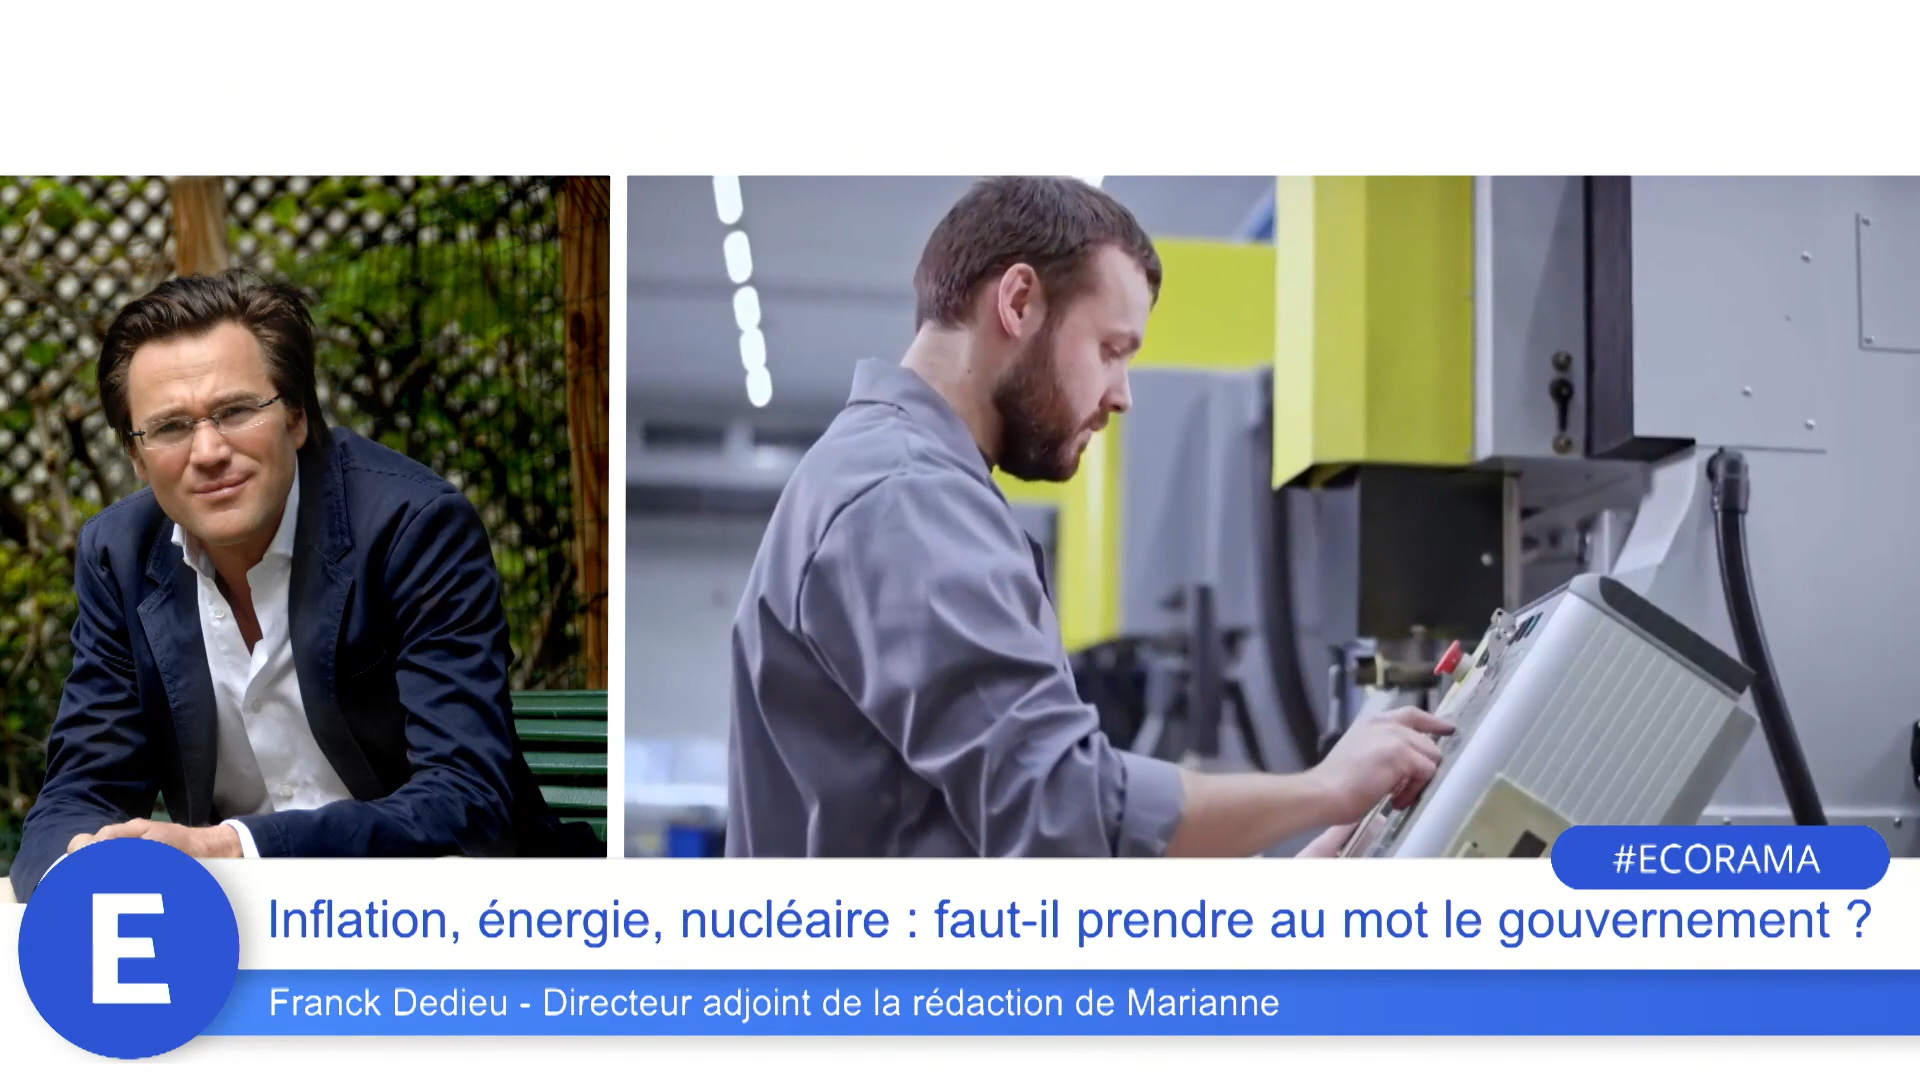 #ECORAMA
E
Inflation, énergie, nucléaire : faut-il prendre au mot le gouvernement ?
Franck Dedieu - Directeur adjoint de la rédaction de Marianne